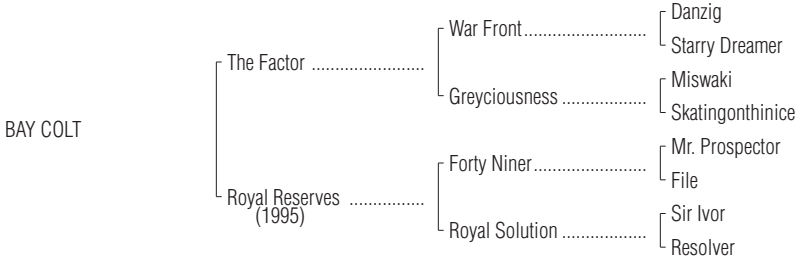 Danzig
War Front..........................
Starry Dreamer
The Factor ........................
Miswaki
Greyciousness ..................
Skatingonthinice
BAY COLT
Mr. Prospector
Forty Niner........................
File
Royal Reserves ................
(1995)
Sir Ivor
Royal Solution ..................
Resolver